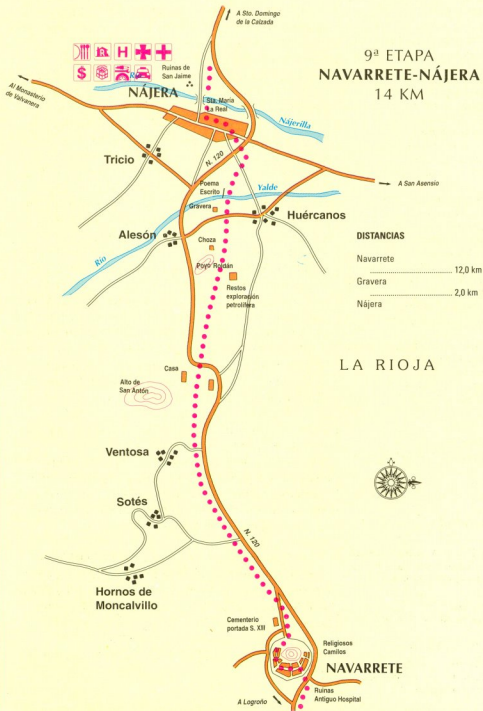 A Sto. Domingo
de la Calzada
9ª ETAPA
NAVARRETE-NÁJERA
14 KM
H
$
Ruinas de
San Jaime
Al Monasterio
de Valvanera
NÁJERA
Sta. María
La Real
Nájerilla
Tricio
N. 120
A San Asensio
Poema
Escrito
Yalde
Gravera
Huércanos
Alesón
Choza
DISTANCIAS
Río
Poyo Roldán
Navarrete
12,0 km
Gravera
2,0 km
Nájera
Restos
exploración
petrolífera
LA RIOJA
Casa
Alto de
San Antón
Ventosa
Sotés
N. 120
Hornos de
Moncalvillo
Cementerio
portada S. XIII
Religiosos
Camilos
NAVARRETE
Ruinas
Antiguo Hospital
A Logroño